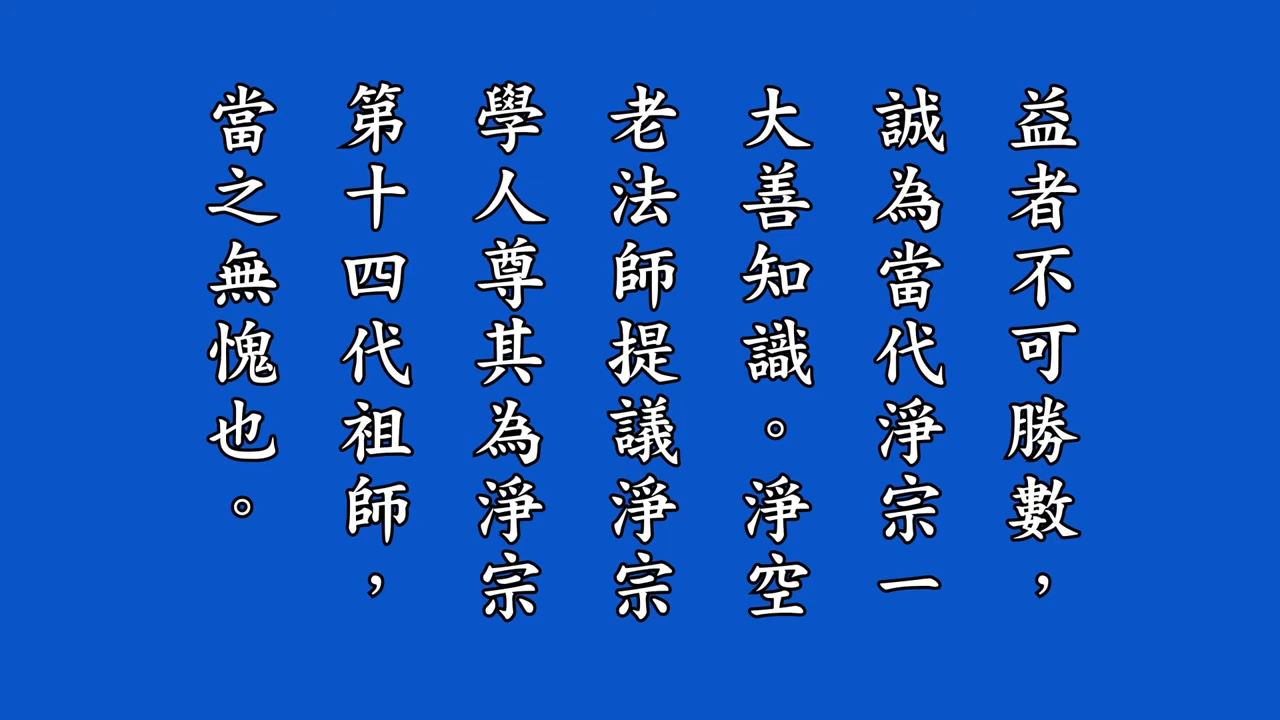 益者不可勝數，
誠為當代淨宗一
大善知識。淨空
老法師提議淨宗
學人尊其為淨宗
第十四代祖師，
當之無愧也。